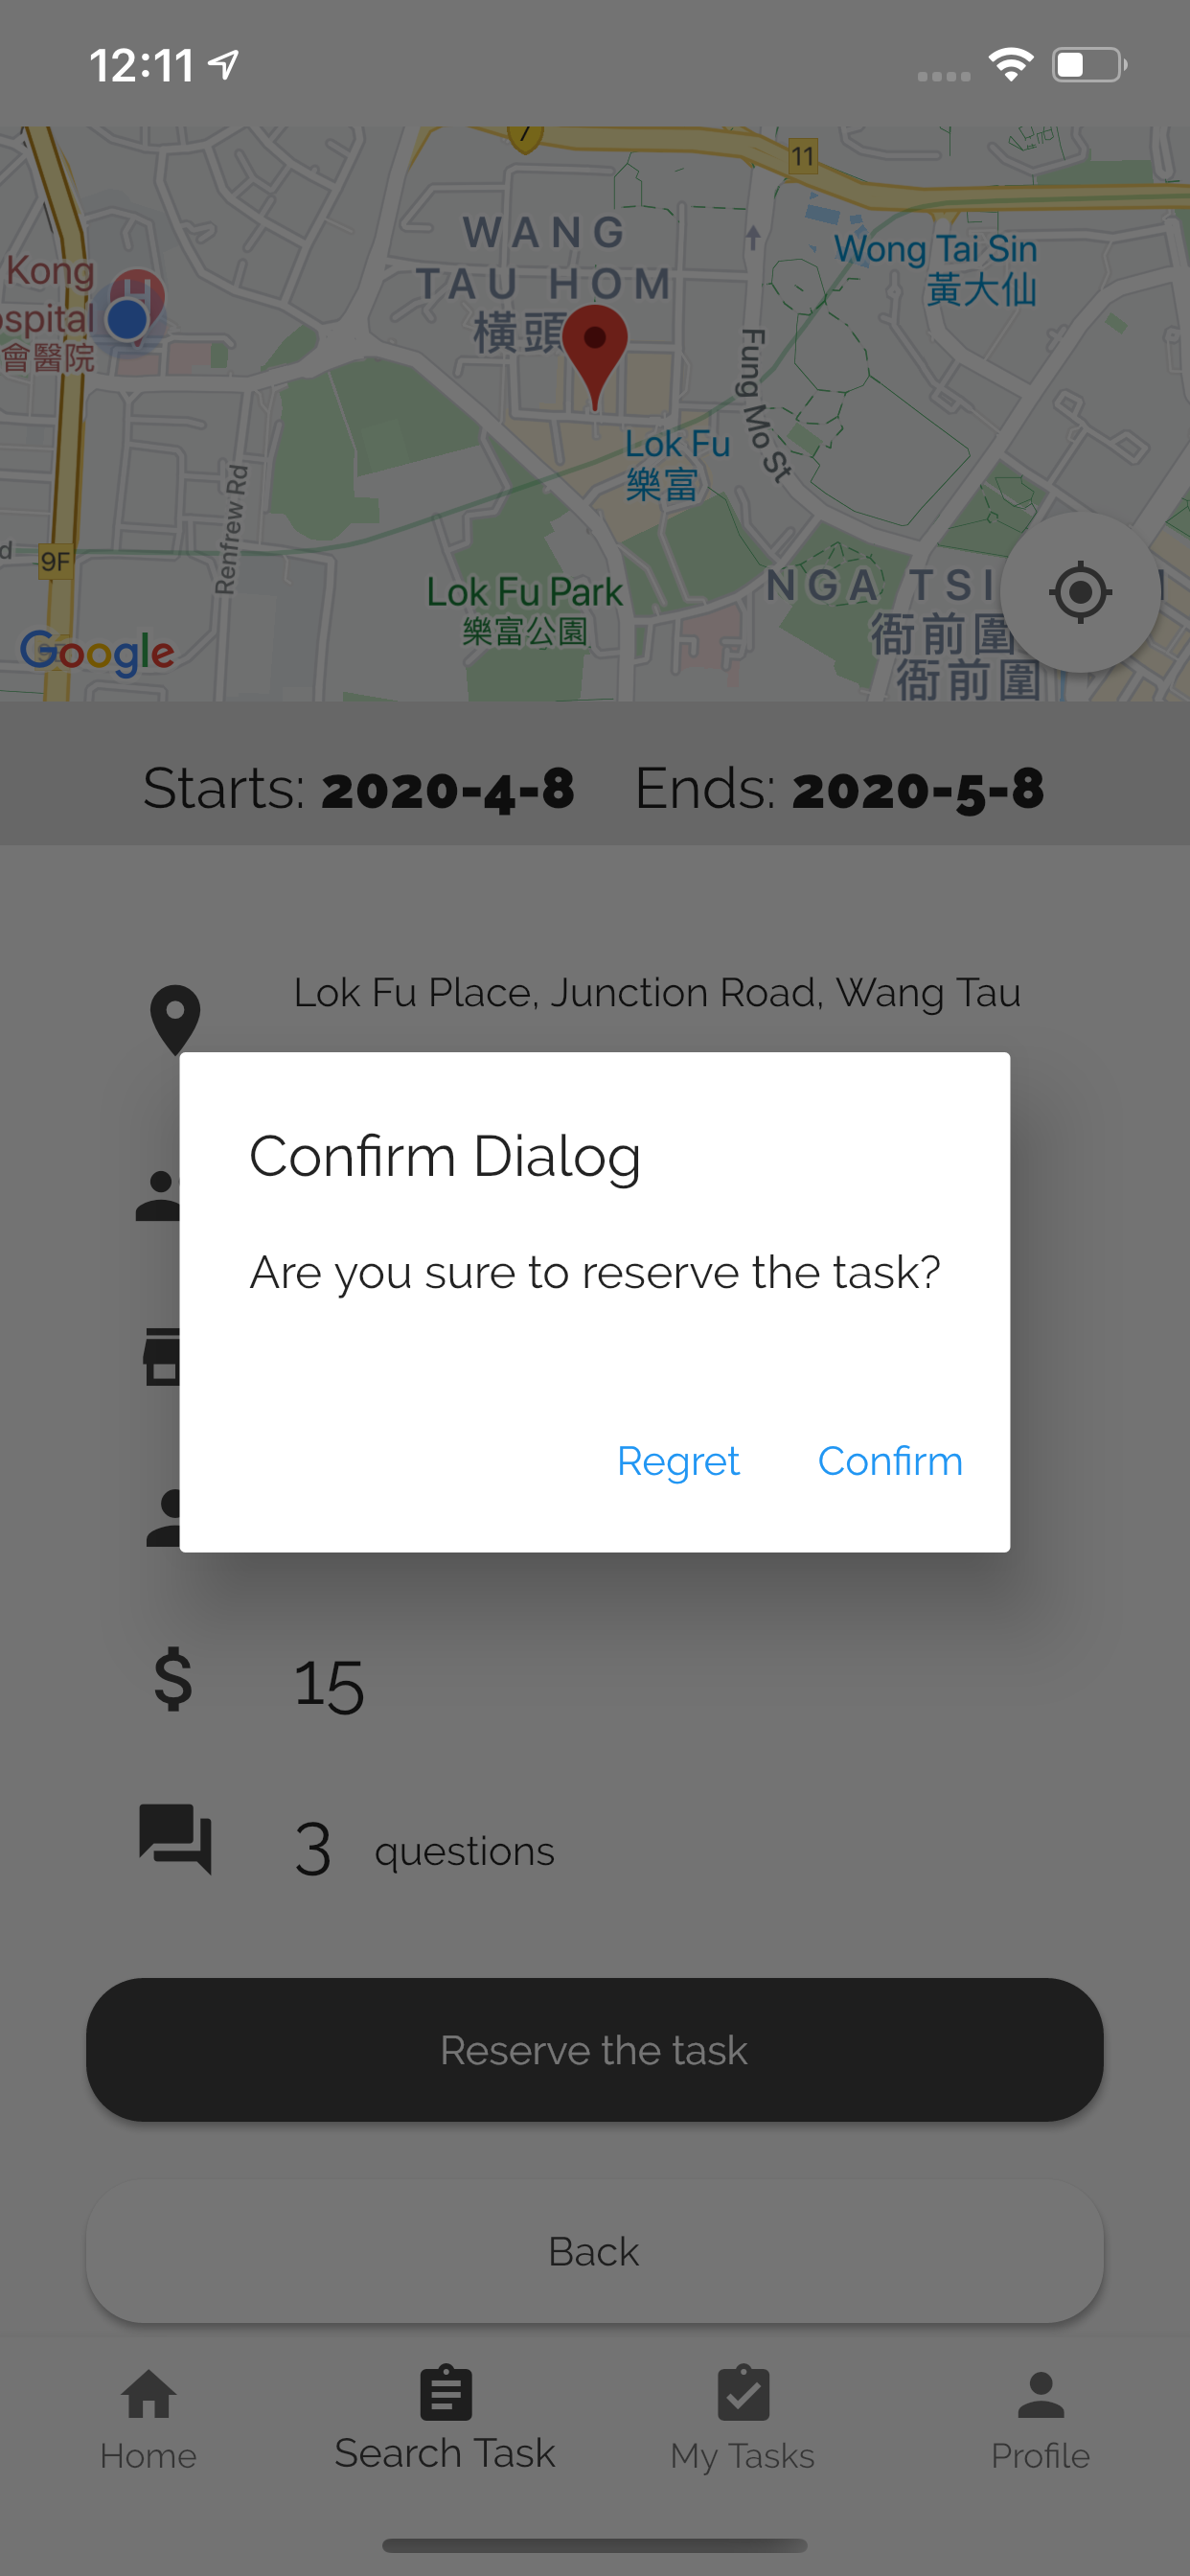 12:11
7
11
WANG
TAU HOM
橫頭
Wong Tai Sin
黃大仙
Kong
ospital
會醫院
H
Fung Mo St
Lok Fu
樂富
Renfrew Rd
d
9F
Lok Fu Park
樂富公園
NGA TSI
衙前圍
衙前圍
Google
Starts: 2020-4-8 Ends: 2020-5-8
Lok Fu Place, Junction Road, Wang Tau
Confirm Dialog
Are you sure to reserve the task?
Regret Confirm
$ 15
3 questions
Reserve the task
Back
Home Search Task My Tasks Profile